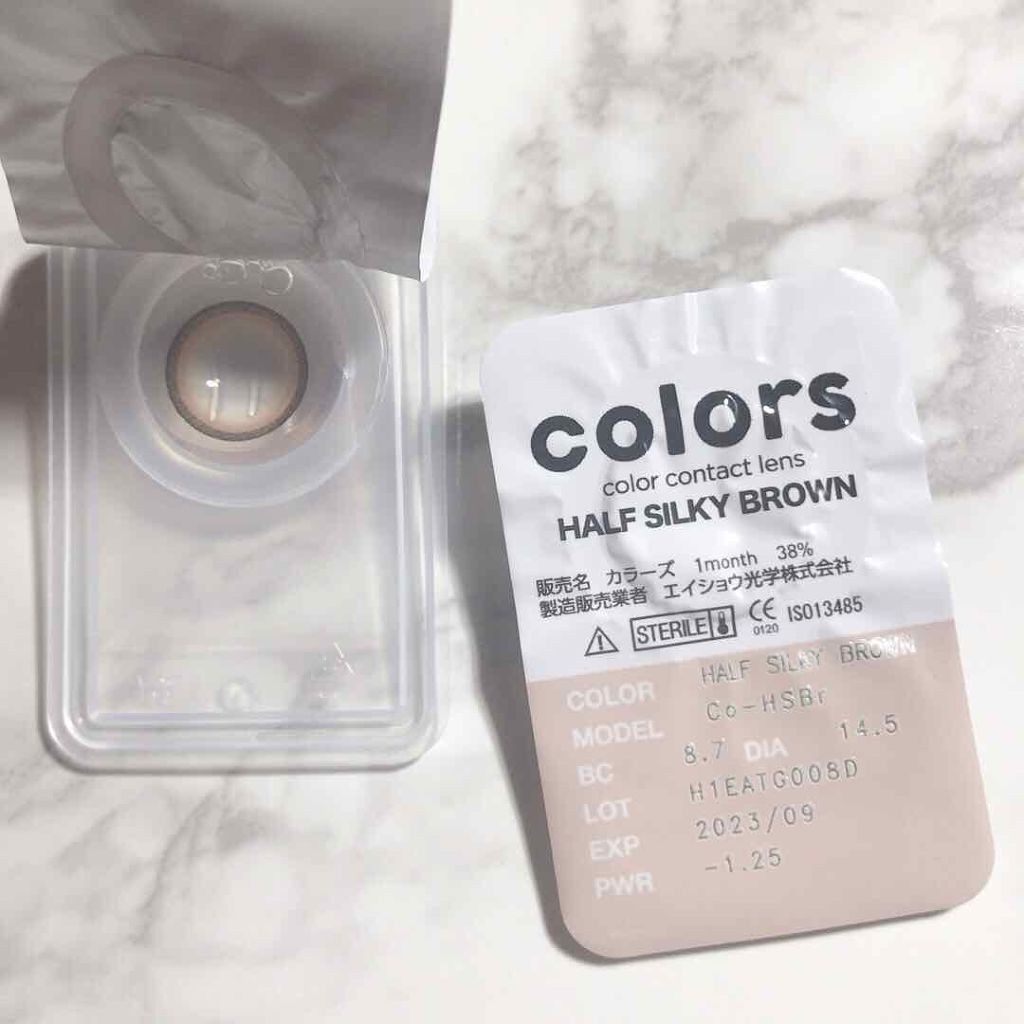 colors
color contact lens
HALF SILKY BROWN
販売名 カラーズ 1month 38%
製造販売業者 エイショウ光学株式会社
STERILE CE 0120 ISO13485
COLOR HALF SILKY BROWN
MODEL Co-HSBr
BC 8.7 DIA 14.5
LOT H1EATG008D
EXP 2023/09
PWR -1.25